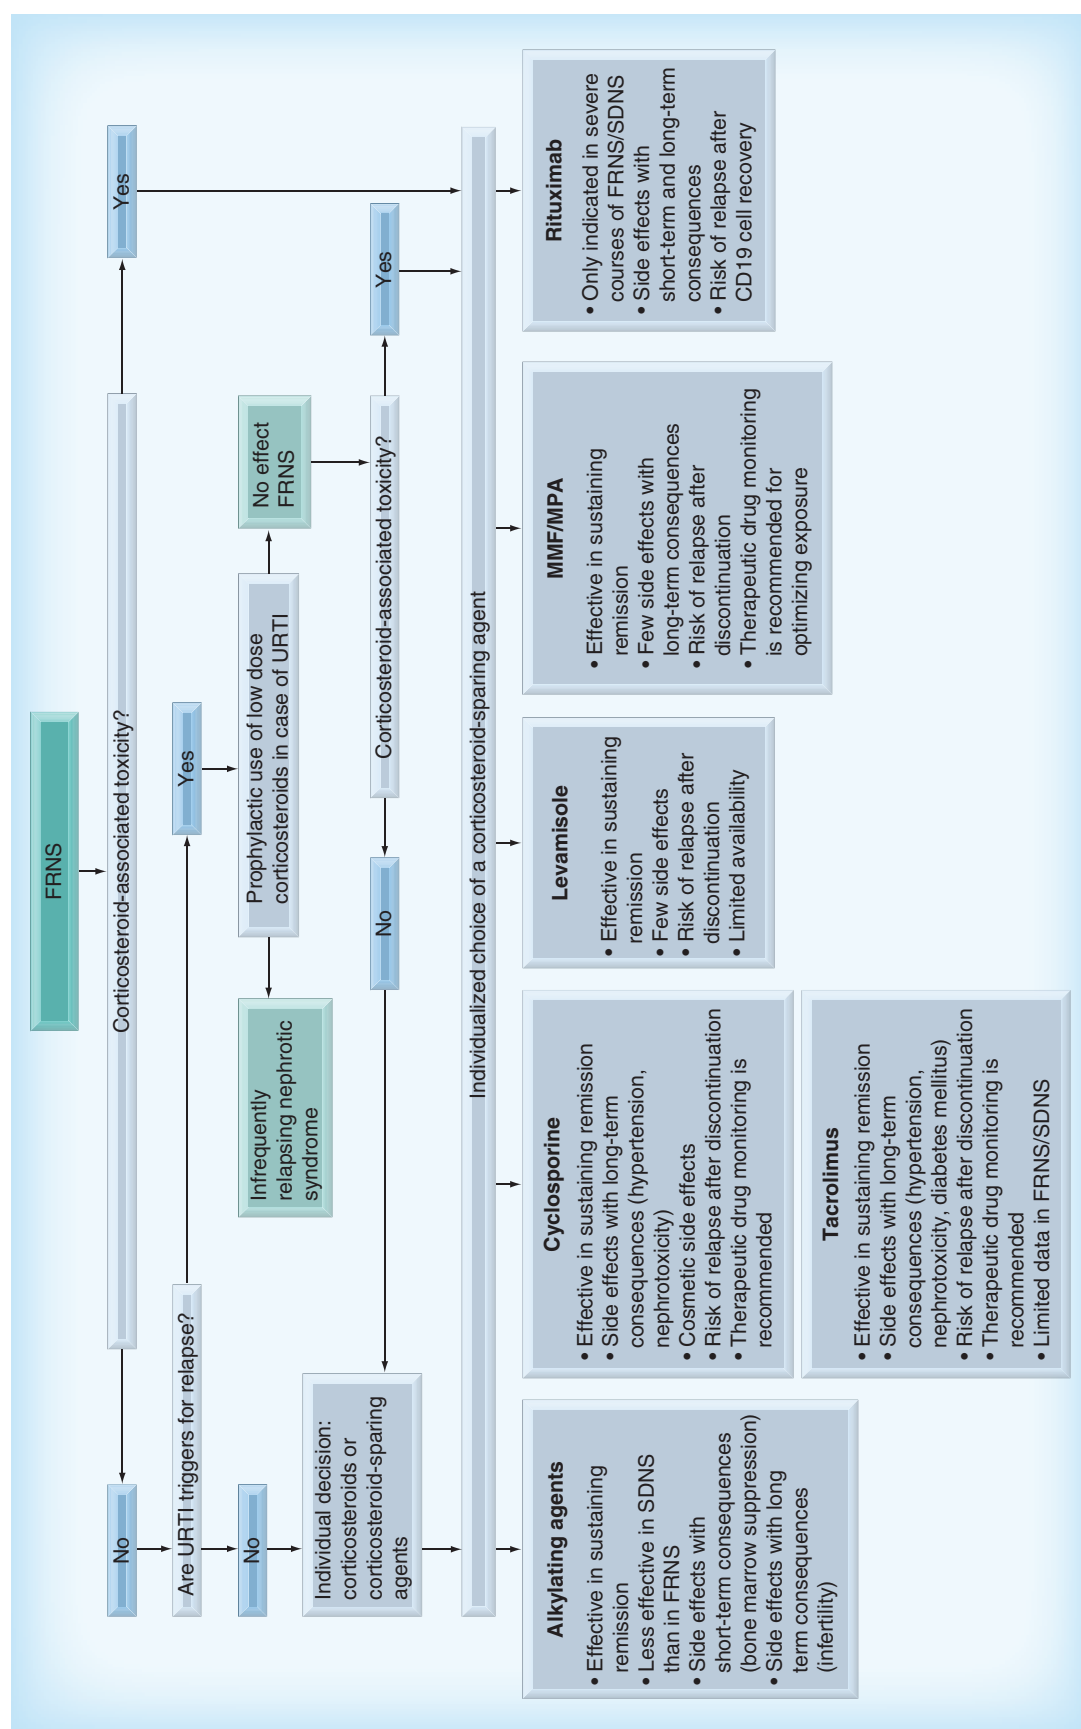 FRNS
Corticosteroid-associated toxicity?
No
Yes
Are URTI triggers for relapse?
Yes
No
Prophylactic use of low dose
corticosteroids in case of URTI
Infrequently
relapsing nephrotic
syndrome
No effect
FRNS
Individual decision:
corticosteroids or
corticosteroid-sparing
agents
No
Corticosteroid-associated toxicity?
Yes
Individualized choice of a corticosteroid-sparing agent
Alkylating agents
• Effective in sustaining
remission
• Less effective in SDNS
than in FRNS
• Side effects with
short-term consequences
(bone marrow suppression)
• Side effects with long
term consequences
(infertility)
Cyclosporine
• Effective in sustaining remission
• Side effects with long-term
consequences (hypertension,
nephrotoxicity)
• Cosmetic side effects
• Risk of relapse after discontinuation
• Therapeutic drug monitoring is
recommended
Tacrolimus
• Effective in sustaining remission
• Side effects with long-term
consequences (hypertension,
nephrotoxicity, diabetes mellitus)
• Risk of relapse after discontinuation
• Therapeutic drug monitoring is
recommended
• Limited data in FRNS/SDNS
Levamisole
• Effective in sustaining
remission
• Few side effects
• Risk of relapse after
discontinuation
• Limited availability
MMF/MPA
• Effective in sustaining
remission
• Few side effects with
long-term consequences
• Risk of relapse after
discontinuation
• Therapeutic drug monitoring
is recommended for
optimizing exposure
Rituximab
• Only indicated in severe
courses of FRNS/SDNS
• Side effects with
short-term and long-term
consequences
• Risk of relapse after
CD19 cell recovery